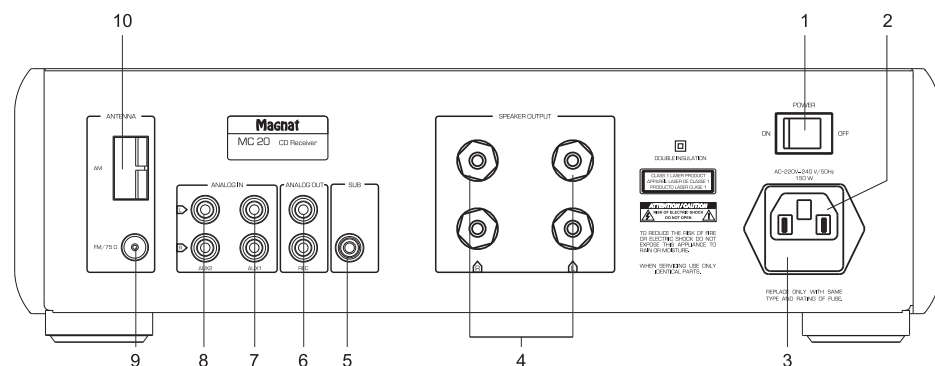 10
1
2
ANTENNA
AM
FM/75 Ω
Magnat
MC 20 CD Receiver
ANALOG IN
ANALOG OUT
SUB
L
R
AUX2
AUX1
REC
SPEAKER OUTPUT
R
L
DOUBLE INSULATION
CLASS 1 LASER PRODUCT
APPAREIL LASER DE CLASSE 1
PRODUCTO LASER CLASE 1
ATTENTION/CAUTION
RISK OF ELECTRIC SHOCK
DO NOT OPEN
TO REDUCE THE RISK OF FIRE
OR ELECTRIC SHOCK DO NOT
EXPOSE THIS APPLIANCE TO
RAIN OR MOISTURE.
WHEN SERVICING USE ONLY
IDENTICAL PARTS.
POWER
ON
OFF
AC~220V-240 V/50Hz
150 W
REPLACE ONLY WITH SAME
TYPE AND RATING OF FUSE.
9
8
7
6
5
4
3